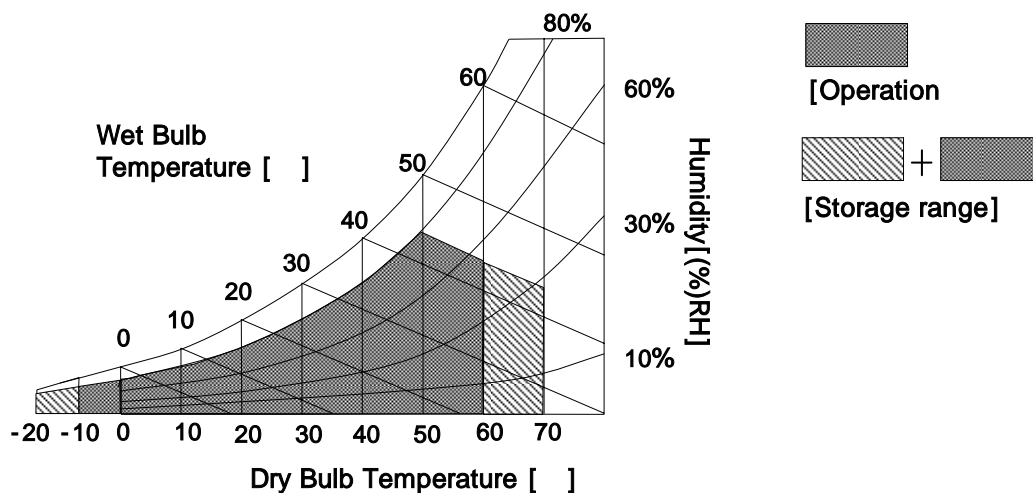 80%
60
60%
[Operation
Wet Bulb
Temperature [ ]
50
Humidity[(%)RH]
+
[Storage range]
40
30%
30
20
10
0
10%
-20 -10 0 10 20 30 40 50 60 70
Dry Bulb Temperature [ ]